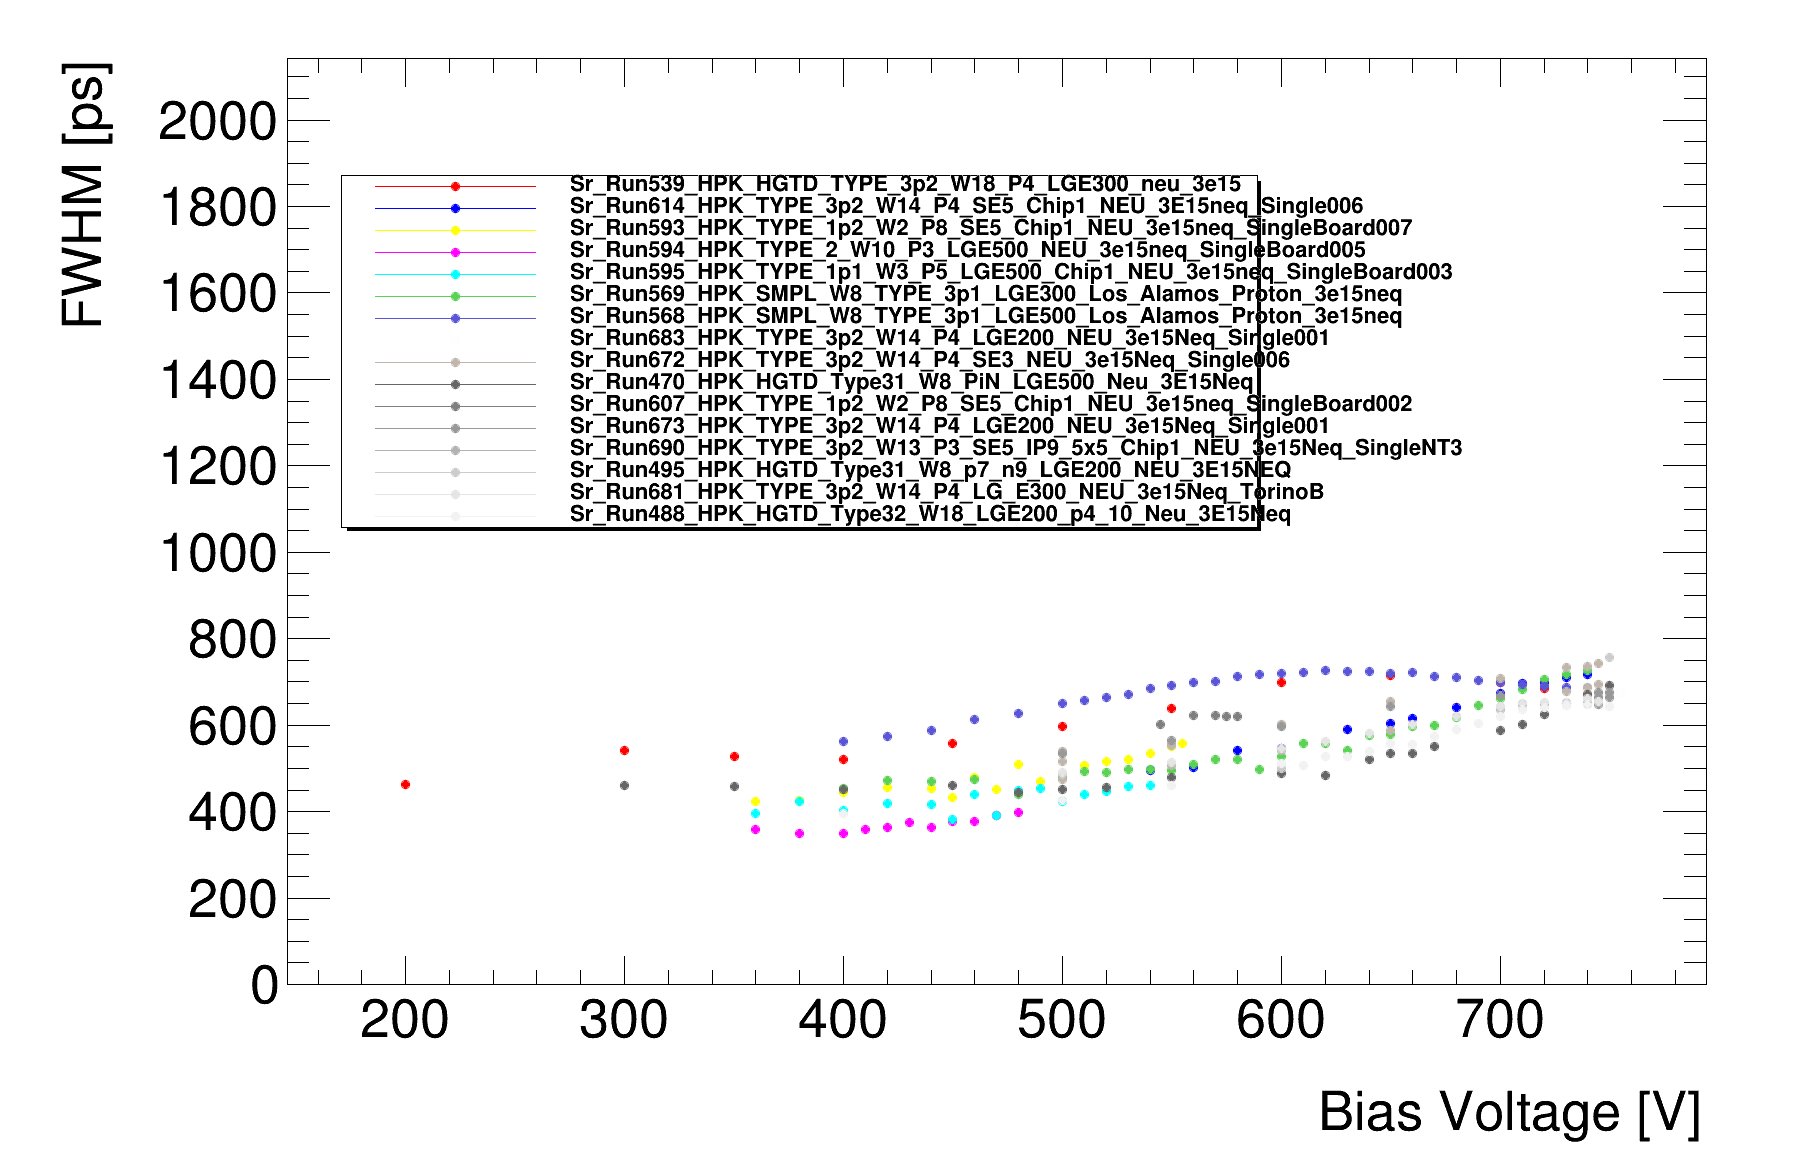 FWHM [ps]
2000
1800
1600
1400
1200
1000
800
600
400
200
0
Sr_Run539_HPK_HGTD_TYPE_3p2_W18_P4_LGE300_neu_3e15
Sr_Run614_HPK_TYPE_3p2_W14_P4_SE5_Chip1_NEU_3E15neq_Single006
Sr_Run593_HPK_TYPE_1p2_W2_P8_SE5_Chip1_NEU_3e15neq_SingleBoard007
Sr_Run594_HPK_TYPE_2_W10_P3_LGE500_NEU_3e15neq_SingleBoard005
Sr_Run595_HPK_TYPE_1p1_W3_P5_LGE500_Chip1_NEU_3e15neq_SingleBoard003
Sr_Run569_HPK_SMPL_W8_TYPE_3p1_LGE300_Los_Alamos_Proton_3e15neq
Sr_Run568_HPK_SMPL_W8_TYPE_3p1_LGE500_Los_Alamos_Proton_3e15neq
Sr_Run683_HPK_TYPE_3p2_W14_P4_LGE200_NEU_3e15Neq_Single001
Sr_Run672_HPK_TYPE_3p2_W14_P4_SE3_NEU_3e15Neq_Single006
Sr_Run470_HPK_HGTD_Type31_W8_PiN_LGE500_Neu_3E15Neq
Sr_Run607_HPK_TYPE_1p2_W2_P8_SE5_Chip1_NEU_3e15neq_SingleBoard002
Sr_Run673_HPK_TYPE_3p2_W14_P4_LGE200_NEU_3e15Neq_Single001
Sr_Run690_HPK_TYPE_3p2_W13_P3_SE5_IP9_5x5_Chip1_NEU_3e15Neq_SingleNT3
Sr_Run495_HPK_HGTD_Type31_W8_p7_n9_LGE200_NEU_3E15NEQ
Sr_Run681_HPK_TYPE_3p2_W14_P4_LG_E300_NEU_3e15Neq_TorinoB
Sr_Run488_HPK_HGTD_Type32_W18_LGE200_p4_10_Neu_3E15Neq
200 300 400 500 600 700
Bias Voltage [V]